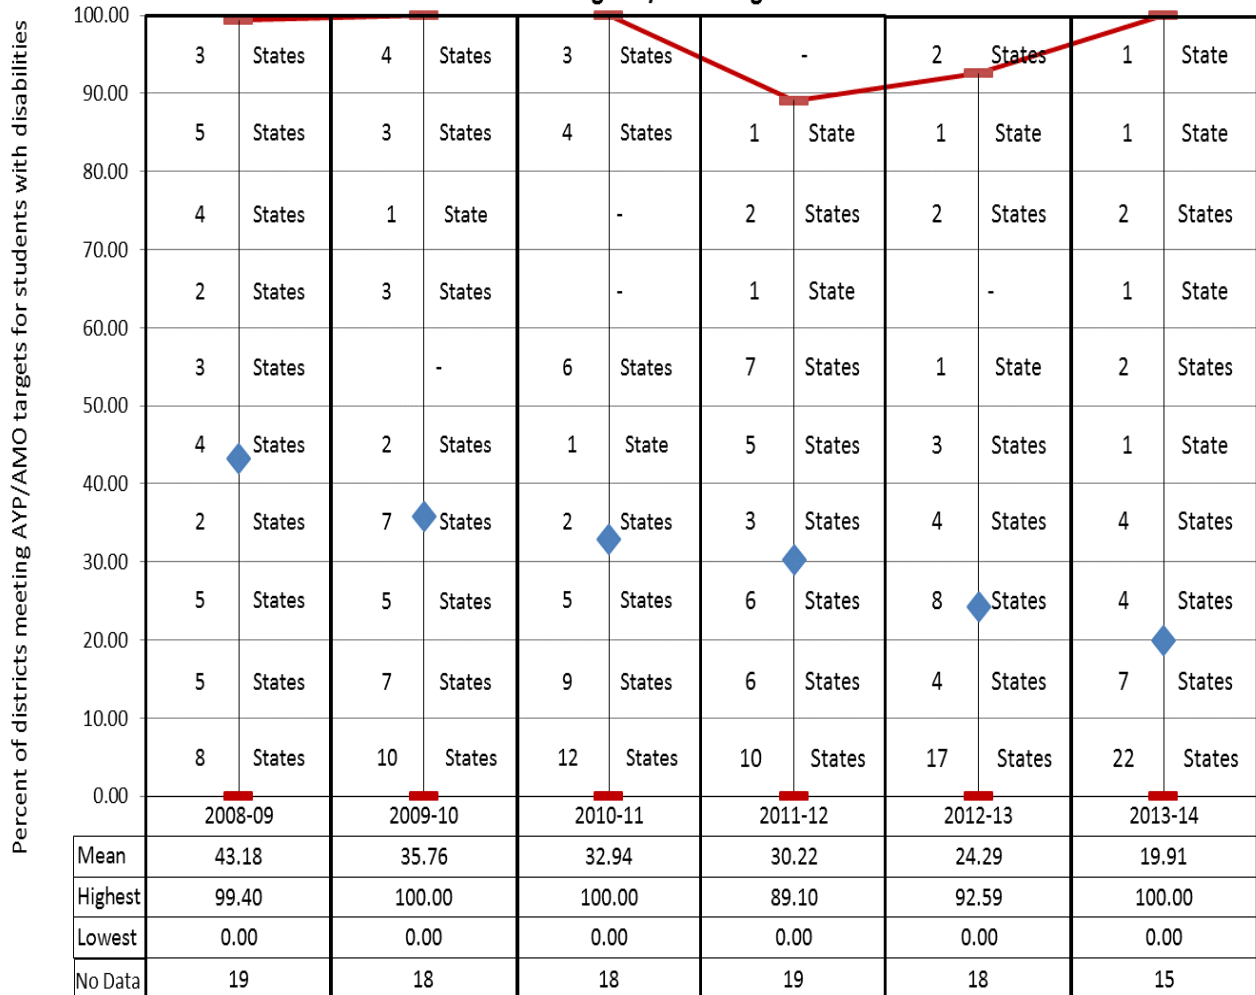 Percent of districts meeting AYP/AMO targets for students with disabilities
100.00
3 States 4 States 3 States - 2 States 1 State
90.00
5 States 3 States 4 States 1 State 1 State 1 State
80.00
4 States 1 State - 2 States 2 States 2 States
70.00
2 States 3 States - 1 State - 1 State
60.00
3 States - 6 States 7 States 1 State 2 States
50.00
4 States 2 States 1 State 5 States 3 States 1 State
40.00
2 States 7 States 2 States 3 States 4 States 4 States
30.00
5 States 5 States 5 States 6 States 8 States 4 States
20.00
5 States 7 States 9 States 6 States 4 States 7 States
10.00
8 States 10 States 12 States 10 States 17 States 22 States
0.00
2008-09 2009-10 2010-11 2011-12 2012-13 2013-14
Mean 43.18 35.76 32.94 30.22 24.29 19.91
Highest 99.40 100.00 100.00 89.10 92.59 100.00
Lowest 0.00 0.00 0.00 0.00 0.00 0.00
No Data 19 18 18 19 18 15